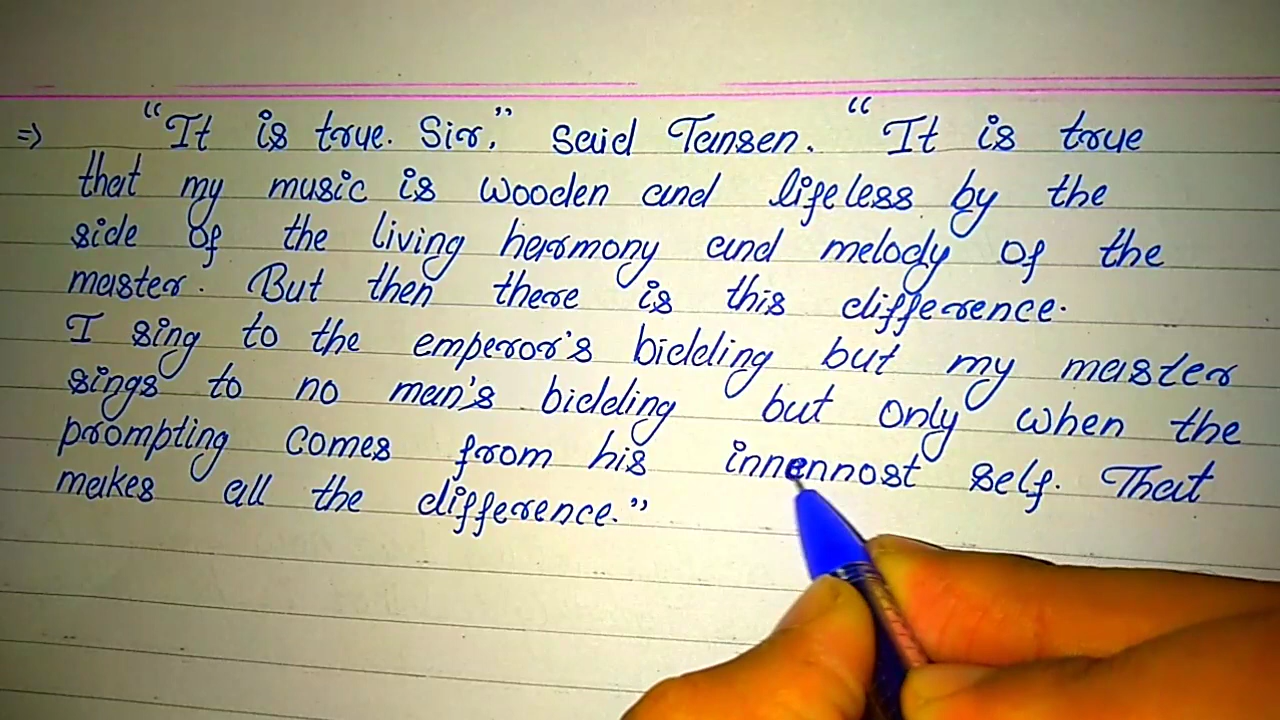 ⇒ “It is true. Sir.” said Tansen. “It is true
that my music is wooden and lifeless by the
side of the living harmony and melody of the
master. But then there is this difference.
I sing to the emperor's bidding but my master
sings to no man's bidding but only when the
prompting comes from his innennost self. That
makes all the difference.”